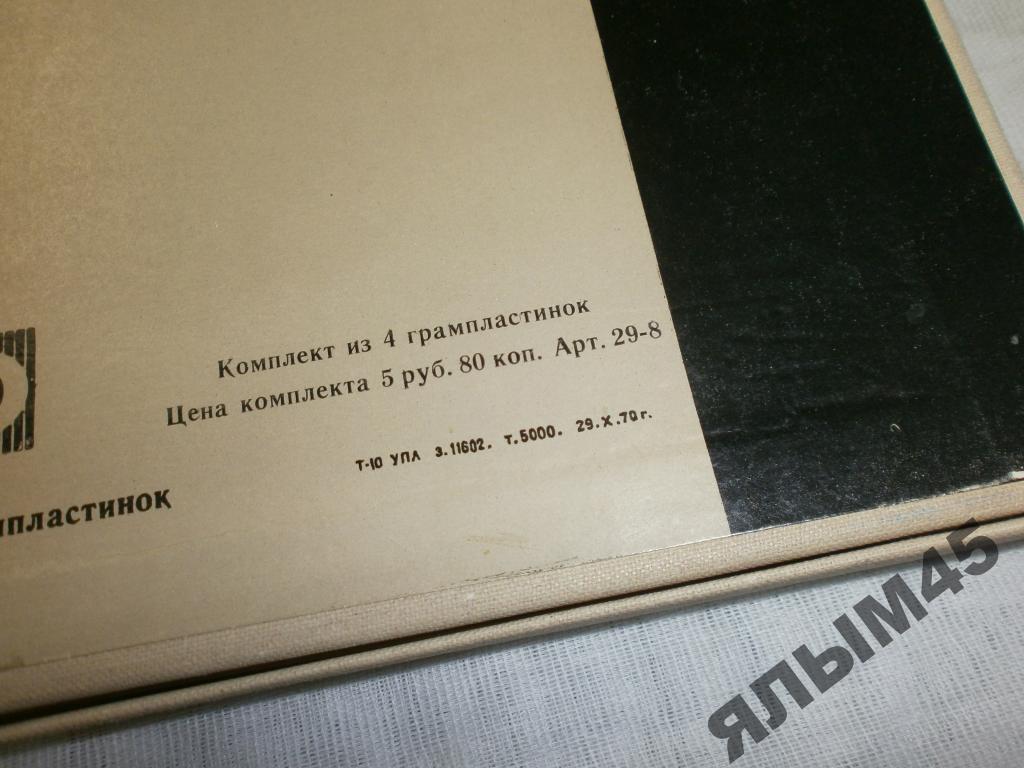 Комплект из 4 грампластинок
Цена комплекта 5 руб. 80 коп. Арт. 29-8
Т-10 УПЛ з.11602. т.5000. 29.X.70г.
мпластинок
ЯЛЫМ45